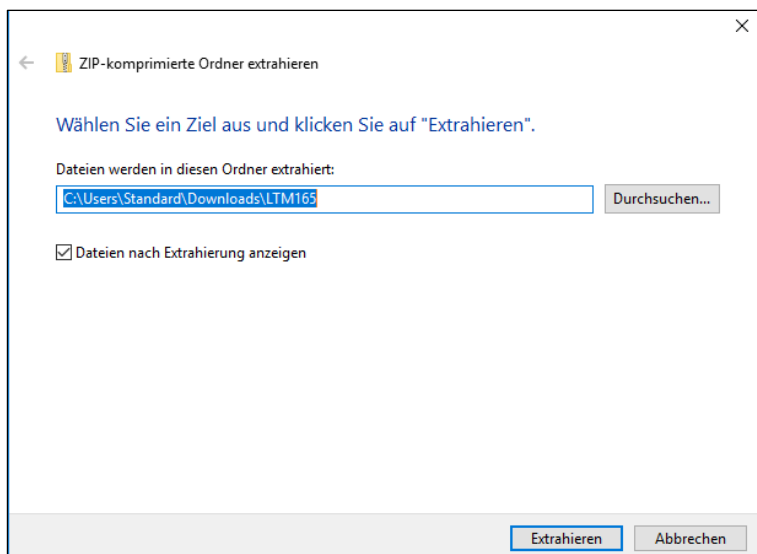 ZIP-komprimierte Ordner extrahieren
Wählen Sie ein Ziel aus und klicken Sie auf "Extrahieren".
Dateien werden in diesen Ordner extrahiert:
C:\Users\Standard\Downloads\LTM165
Durchsuchen...
Dateien nach Extrahierung anzeigen
Extrahieren
Abbrechen